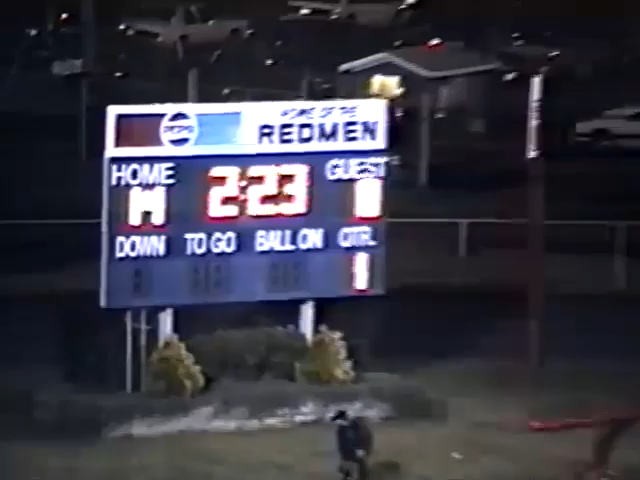 PEPSI HOME OF THE
REDMEN
HOME 2:23 GUEST
14 0
DOWN TO GO BALL ON QTR.
1